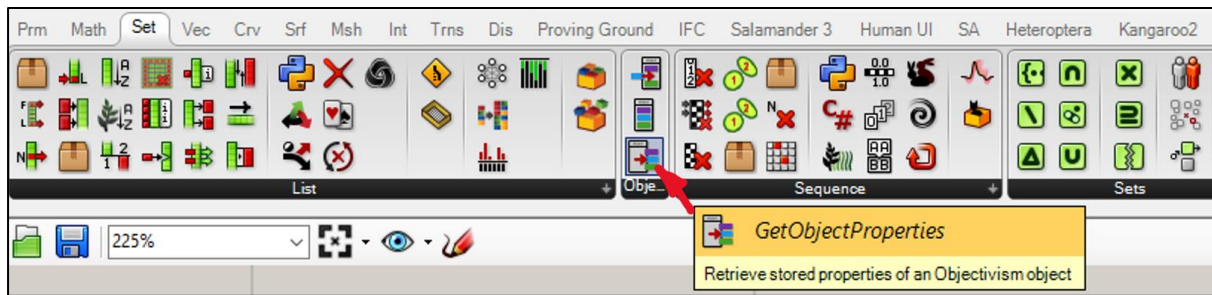 Prm Math Set Vec Crv Srf Msh Int Trns Dis Proving Ground IFC Salamander 3 Human UI SA Heteroptera Kangaroo2
List Obje... Sequence Sets
225%
GetObjectProperties
Retrieve stored properties of an Objectivism object